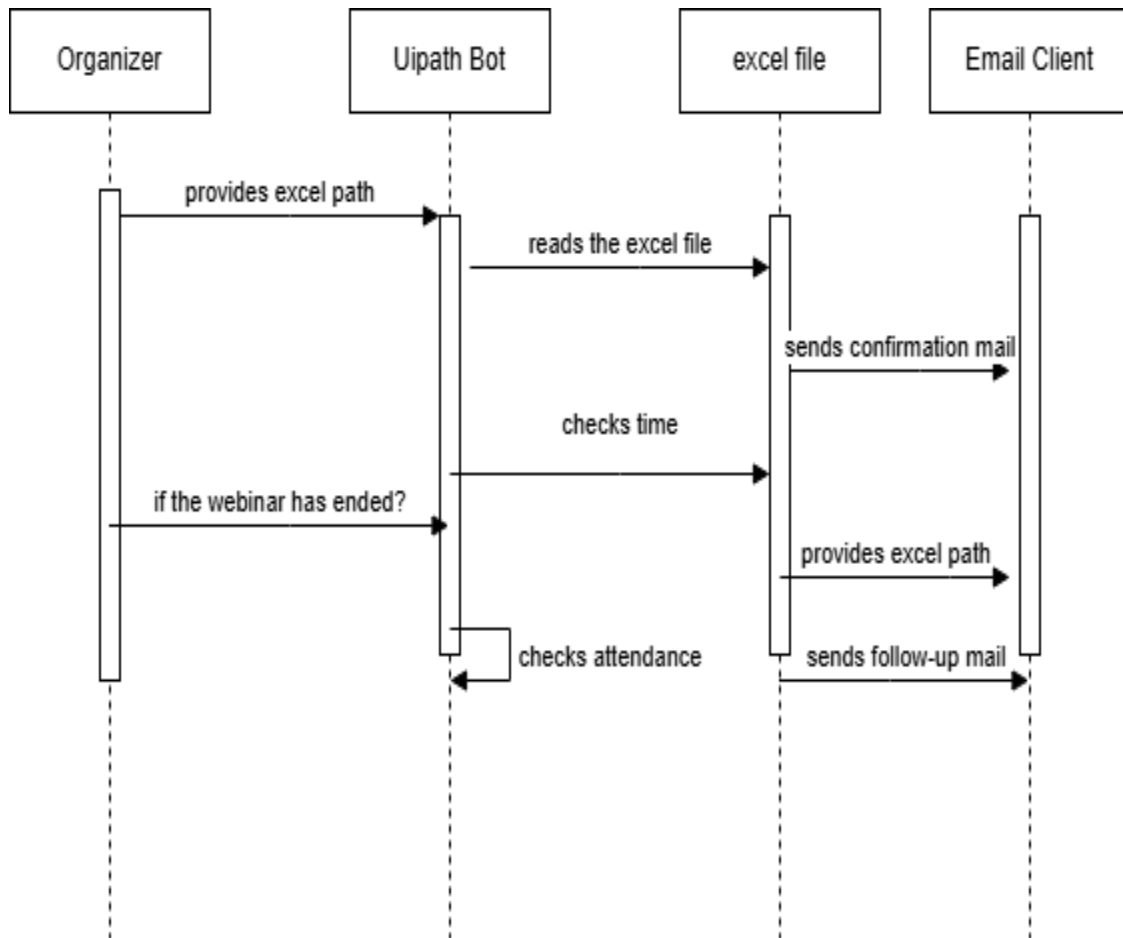 Organizer
Uipath Bot
excel file
Email Client
provides excel path
reads the excel file
sends confirmation mail
checks time
if the webinar has ended?
provides excel path
checks attendance
sends follow-up mail